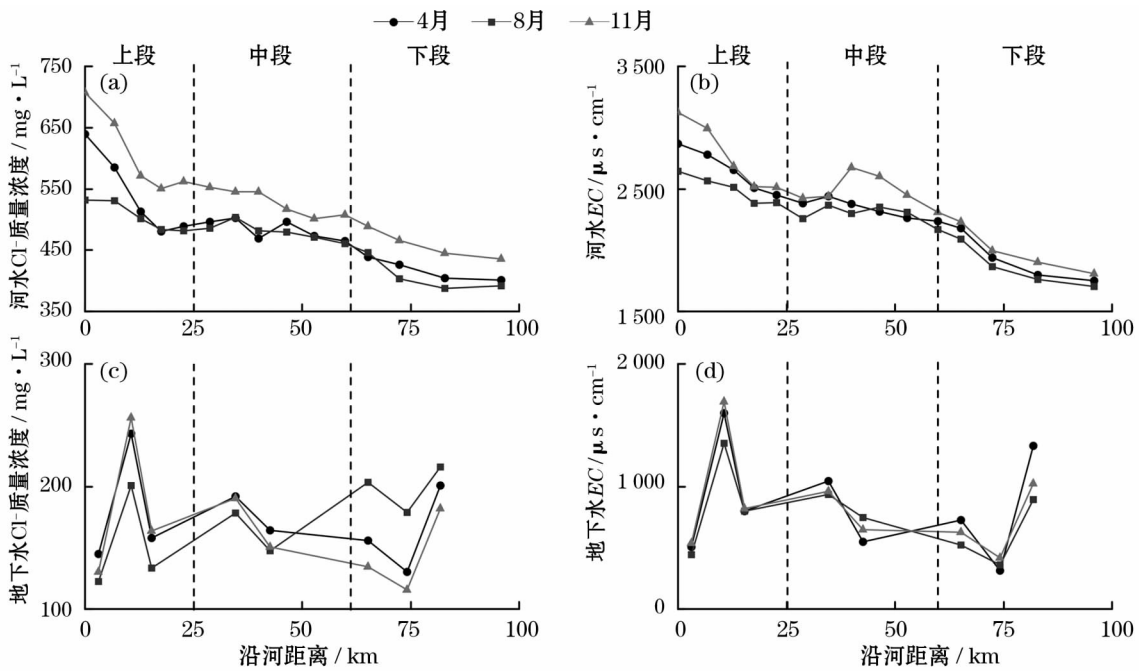 4月 8月 11月
上段 中段 下段
(a)
750
650
550
450
350
河水Cl⁻质量浓度 / mg·L⁻¹
0 25 50 75 100
上段 中段 下段
(b)
3 500
2 500
1 500
河水EC/μs·cm⁻¹
0 25 50 75 100
(c)
300
200
100
地下水Cl⁻质量浓度 / mg·L⁻¹
0 25 50 75 100
沿河距离 / km
(d)
2 000
1 000
0
地下水EC/μs·cm⁻¹
0 25 50 75 100
沿河距离 / km